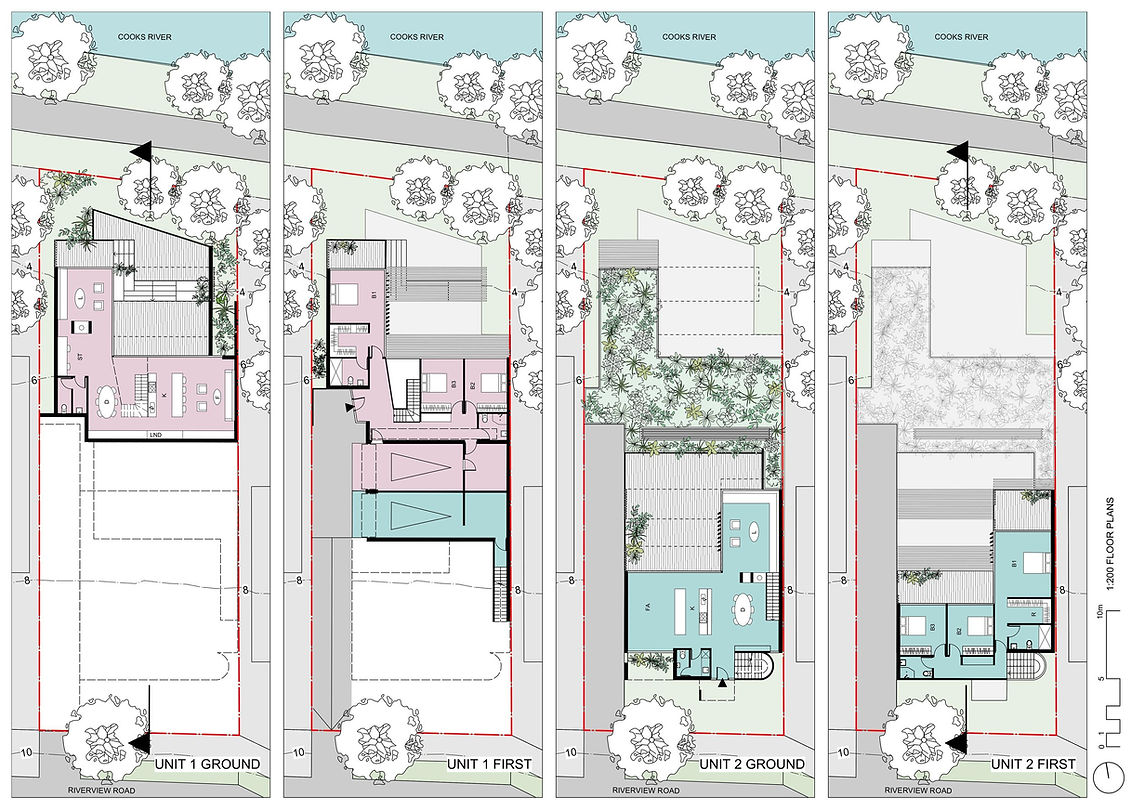 COOKS RIVER
4
4
L
ST
6
6
D
K
F
LND
8
8
10
UNIT 1 GROUND
RIVERVIEW ROAD
COOKS RIVER
4
4
B1
6
B3
B2
6
8
8
10
UNIT 1 FIRST
COOKS RIVER
4
4
6
6
L
8
8
FA
K
D
10
UNIT 2 GROUND
RIVERVIEW ROAD
COOKS RIVER
4
4
6
6
B1
8
8
R
B3
B2
10
UNIT 2 FIRST
RIVERVIEW ROAD
1:200 FLOOR PLANS
10m
5
1
0